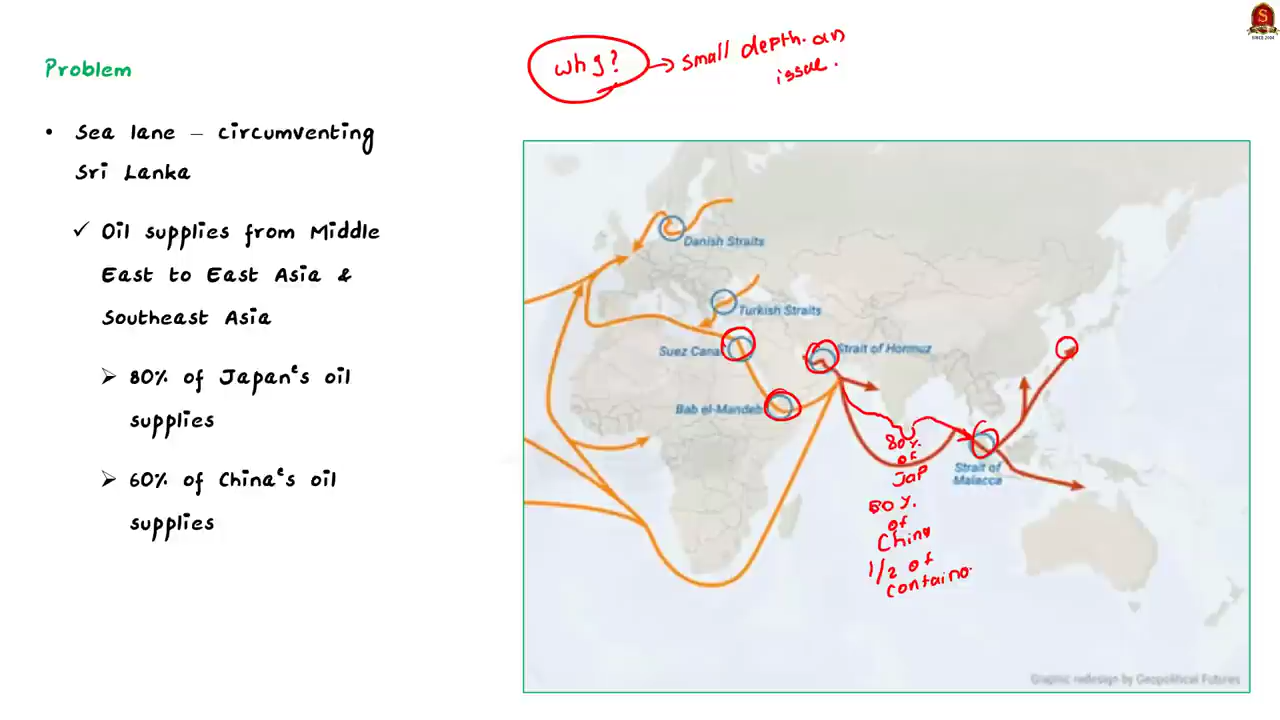 Problem
• Sea lane – circumventing
Sri Lanka
✓ Oil supplies from Middle
East to East Asia &
Southeast Asia
➢ 80% of Japan's oil
supplies
➢ 60% of China's oil
supplies
why? → small depth. an
issue.
Danish Straits
Turkish Straits
Suez Canal
Strait of Hormuz
Bab el-Mandeb
Strait of
Malacca
80%.
of
Jap
of
China
1/2 of
Graphic redesign by Geopolitical Futures
S
SINCE 2004